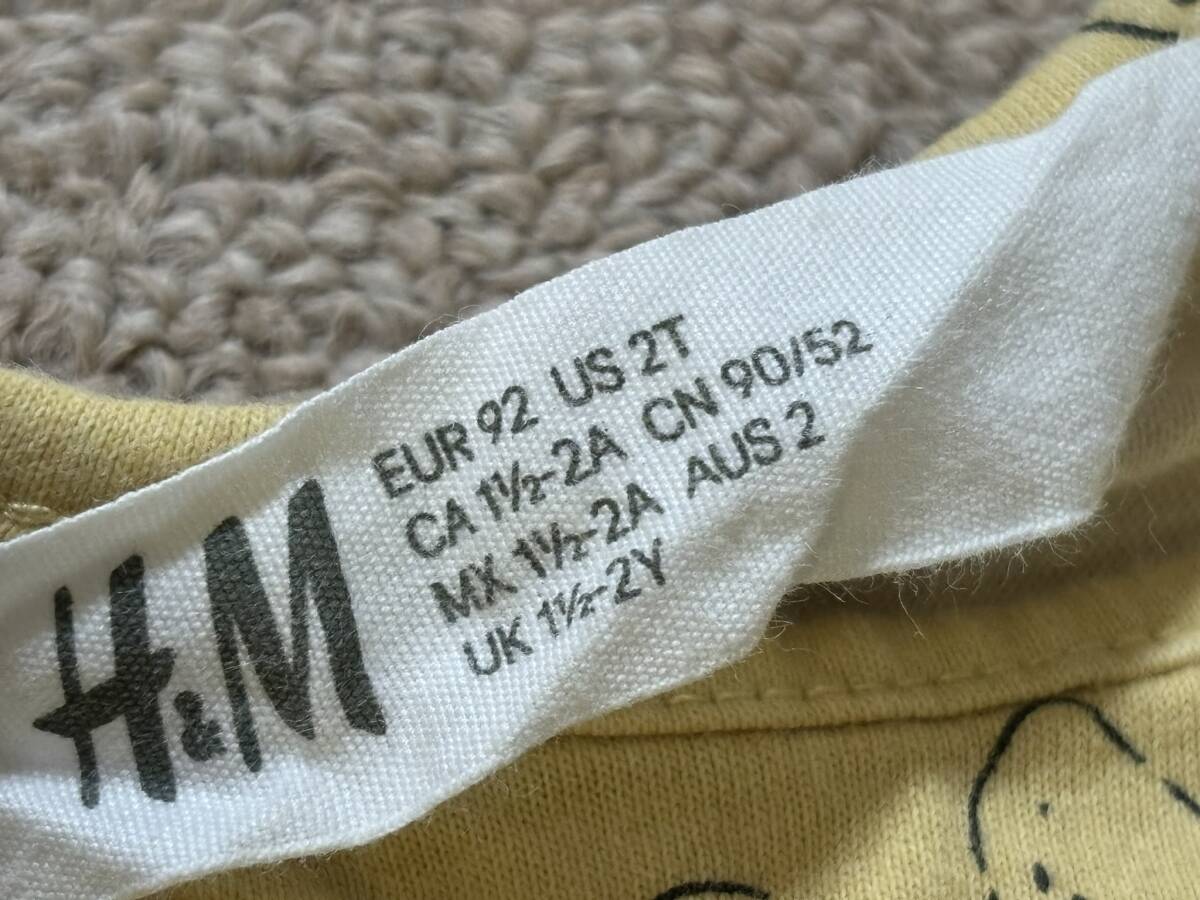 H&M
EUR 92 US 2T
CA 1½-2A CN 90/52
MX 1½-2A AUS 2
UK 1½-2Y